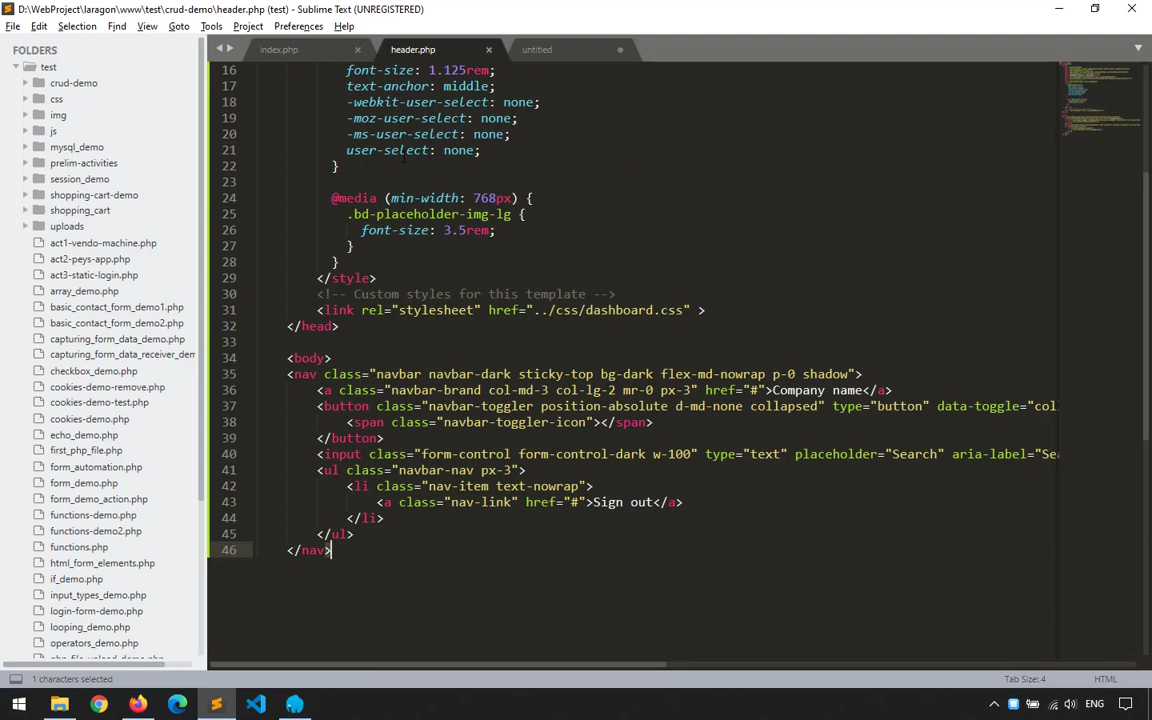 D:\WebProject\laragon\www\test\crud-demo\header.php (test) - Sublime Text (UNREGISTERED)
File Edit Selection Find View Goto Tools Project Preferences Help
FOLDERS
test
crud-demo
css
img
js
mysql_demo
prelim-activities
session_demo
shopping-cart-demo
shopping_cart
uploads
act1-vendo-machine.php
act2-peys-app.php
act3-static-login.php
array_demo.php
basic_contact_form_demo1.php
basic_contact_form_demo2.php
capturing_form_data_demo.php
capturing_form_data_receiver_dem
checkbox_demo.php
cookies-demo-remove.php
cookies-demo-test.php
cookies-demo.php
echo_demo.php
first_php_file.php
form_automation.php
form_demo.php
form_demo_action.php
functions-demo.php
functions-demo2.php
functions.php
html_form_elements.php
if_demo.php
input_types_demo.php
login-form-demo.php
looping_demo.php
operators_demo.php
index.php header.php untitled
16 font-size: 1.125rem;
17 text-anchor: middle;
18 -webkit-user-select: none;
19 -moz-user-select: none;
20 -ms-user-select: none;
21 user-select: none;
22 }
23
24 @media (min-width: 768px) {
25 .bd-placeholder-img-lg {
26 font-size: 3.5rem;
27 }
28 }
29 </style>
30 <!-- Custom styles for this template -->
31 <link rel="stylesheet" href="../css/dashboard.css" >
32 </head>
33
34 <body>
35 <nav class="navbar navbar-dark sticky-top bg-dark flex-md-nowrap p-0 shadow">
36 <a class="navbar-brand col-md-3 col-lg-2 mr-0 px-3" href="#">Company name</a>
37 <button class="navbar-toggler position-absolute d-md-none collapsed" type="button" data-toggle="col
38 <span class="navbar-toggler-icon"></span>
39 </button>
40 <input class="form-control form-control-dark w-100" type="text" placeholder="Search" aria-label="Sea
41 <ul class="navbar-nav px-3">
42 <li class="nav-item text-nowrap">
43 <a class="nav-link" href="#">Sign out</a>
44 </li>
45 </ul>
46 </nav>
1 characters selected
Tab Size: 4
HTML
ENG